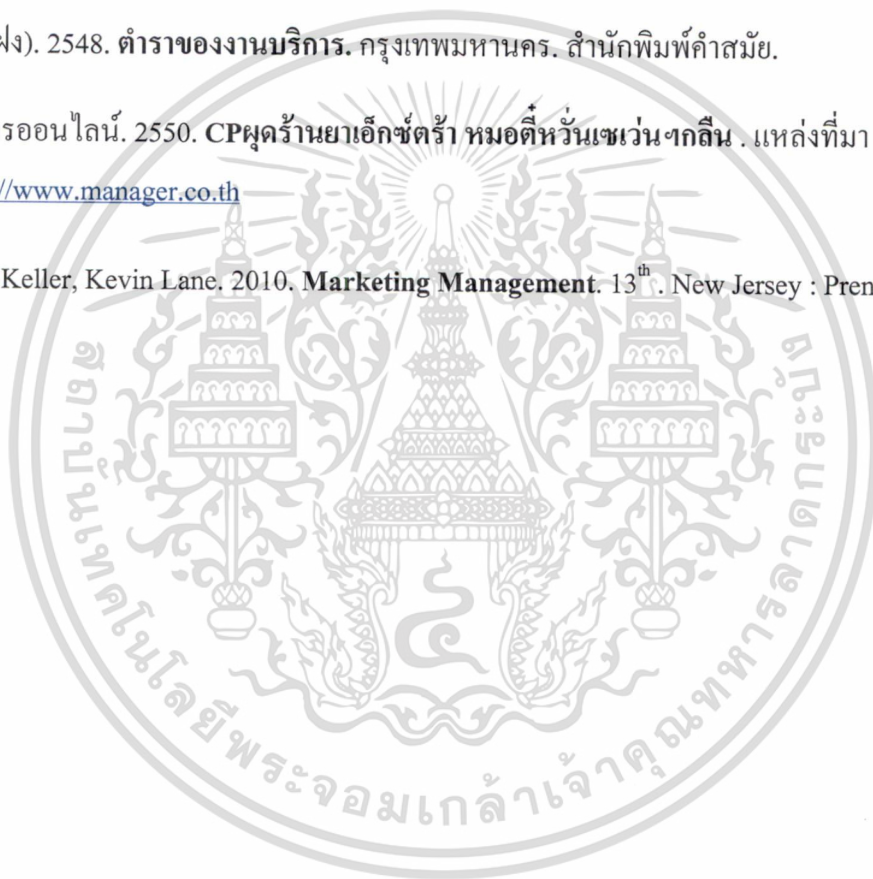 ฝง). 2548. ตำราของงานบริการ. กรุงเทพมหานคร. สำนักพิมพ์คำสมัย.
รออนไลน์. 2550. CPผุดร้านยาเอ็กซ์ตร้า หมอตี๋หวั่นเซเว่นฯกลืน . แหล่งที่มา
//www.manager.co.th
Keller, Kevin Lane. 2010. Marketing Management. 13th . New Jersey : Pren
สถาบันเทคโนโลยีพระจอมเกล้าเจ้าคุณทหารลาดกระบัง